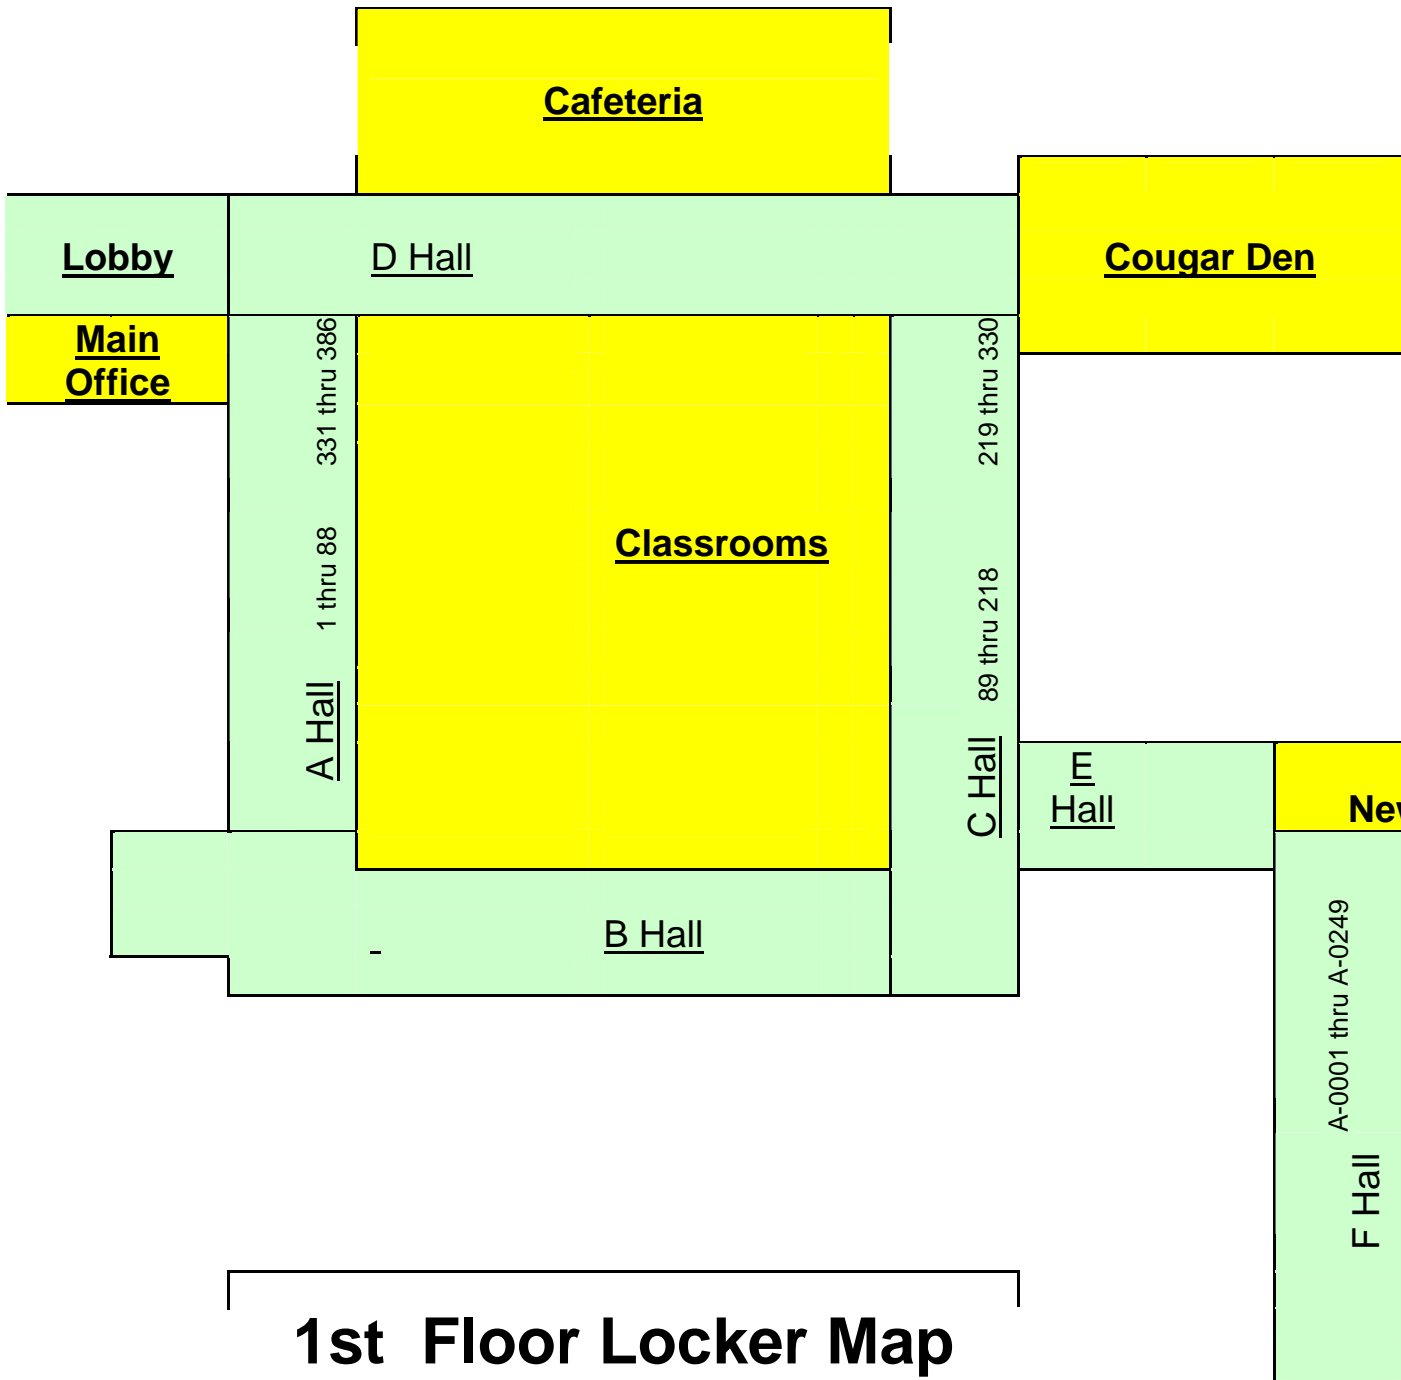 Cafeteria
Lobby
D Hall
Cougar Den
Main
Office
331 thru 386
219 thru 330
1 thru 88
Classrooms
89 thru 218
A Hall
C Hall
E
Hall
B Hall
A-0001 thru A-0249
F Hall
1st Floor Locker Map